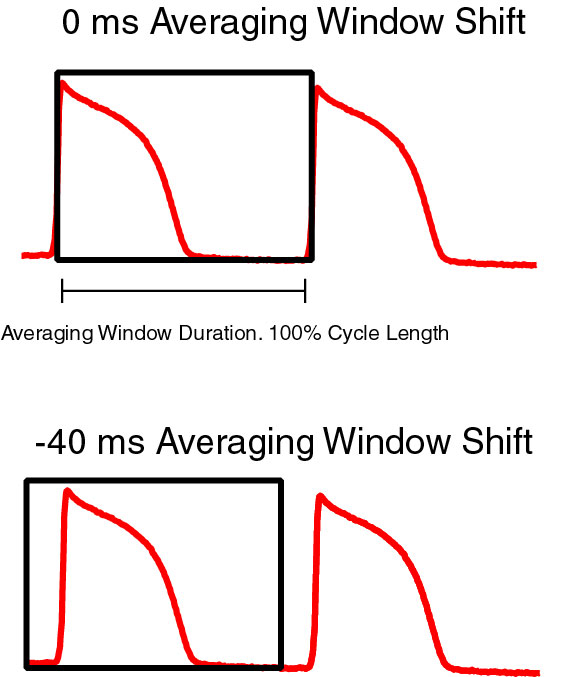 0 ms Averaging Window Shift
Averaging Window Duration. 100% Cycle Length
-40 ms Averaging Window Shift